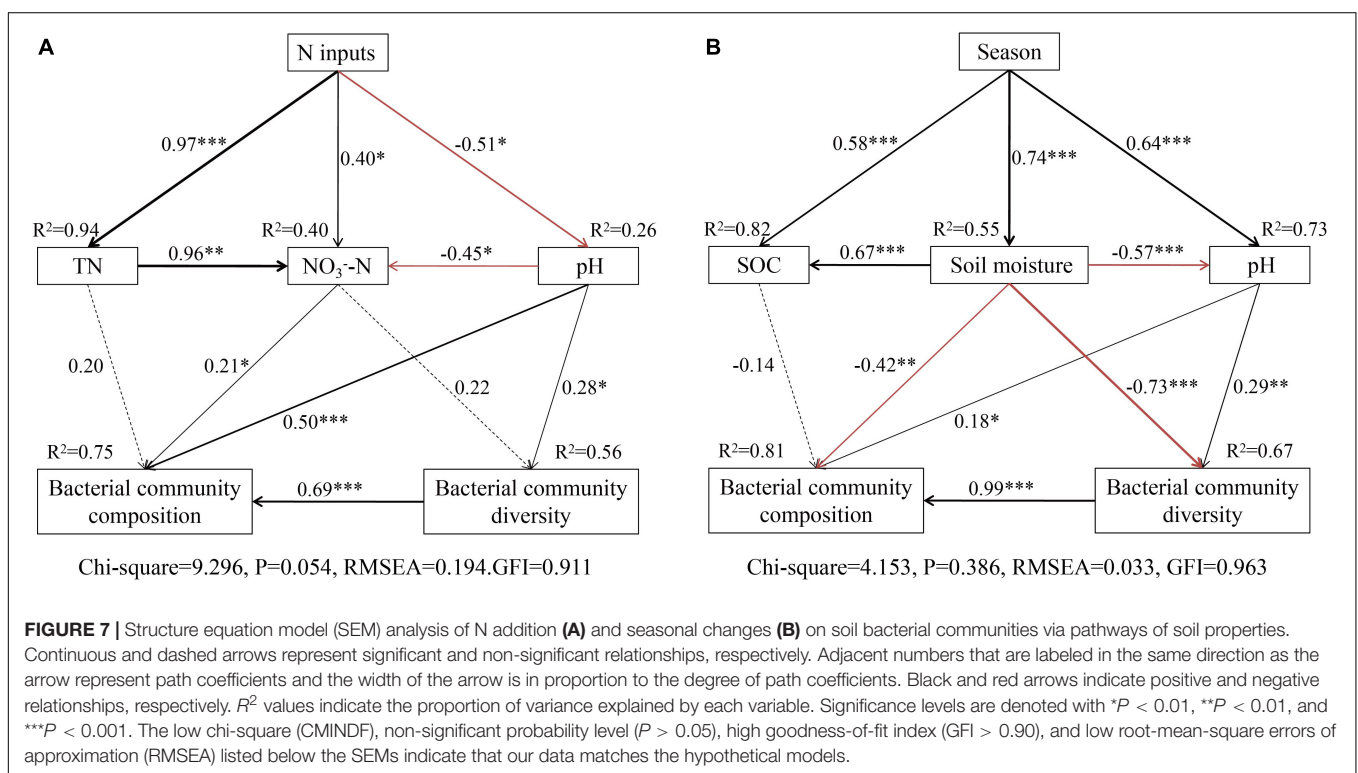 A
N inputs
0.97***
0.40*
-0.51*
R²=0.94
R²=0.40
R²=0.26
TN
0.96**
NO₃⁻-N
-0.45*
pH
0.20
0.21*
0.22
0.28*
0.50***
R²=0.75
R²=0.56
Bacterial community
composition
0.69***
Bacterial community
diversity
Chi-square=9.296, P=0.054, RMSEA=0.194.GFI=0.911
B
Season
0.58***
0.74***
0.64***
R²=0.82
R²=0.55
R²=0.73
SOC
0.67***
Soil moisture
-0.57***
pH
-0.14
-0.42**
-0.73***
0.29**
0.18*
R²=0.81
R²=0.67
Bacterial community
composition
0.99***
Bacterial community
diversity
Chi-square=4.153, P=0.386, RMSEA=0.033, GFI=0.963
FIGURE 7 | Structure equation model (SEM) analysis of N addition (A) and seasonal changes (B) on soil bacterial communities via pathways of soil properties.
Continuous and dashed arrows represent significant and non-significant relationships, respectively. Adjacent numbers that are labeled in the same direction as the
arrow represent path coefficients and the width of the arrow is in proportion to the degree of path coefficients. Black and red arrows indicate positive and negative
relationships, respectively. R² values indicate the proportion of variance explained by each variable. Significance levels are denoted with *P < 0.01, **P < 0.01, and
***P < 0.001. The low chi-square (CMINDF), non-significant probability level (P > 0.05), high goodness-of-fit index (GFI > 0.90), and low root-mean-square errors of
approximation (RMSEA) listed below the SEMs indicate that our data matches the hypothetical models.